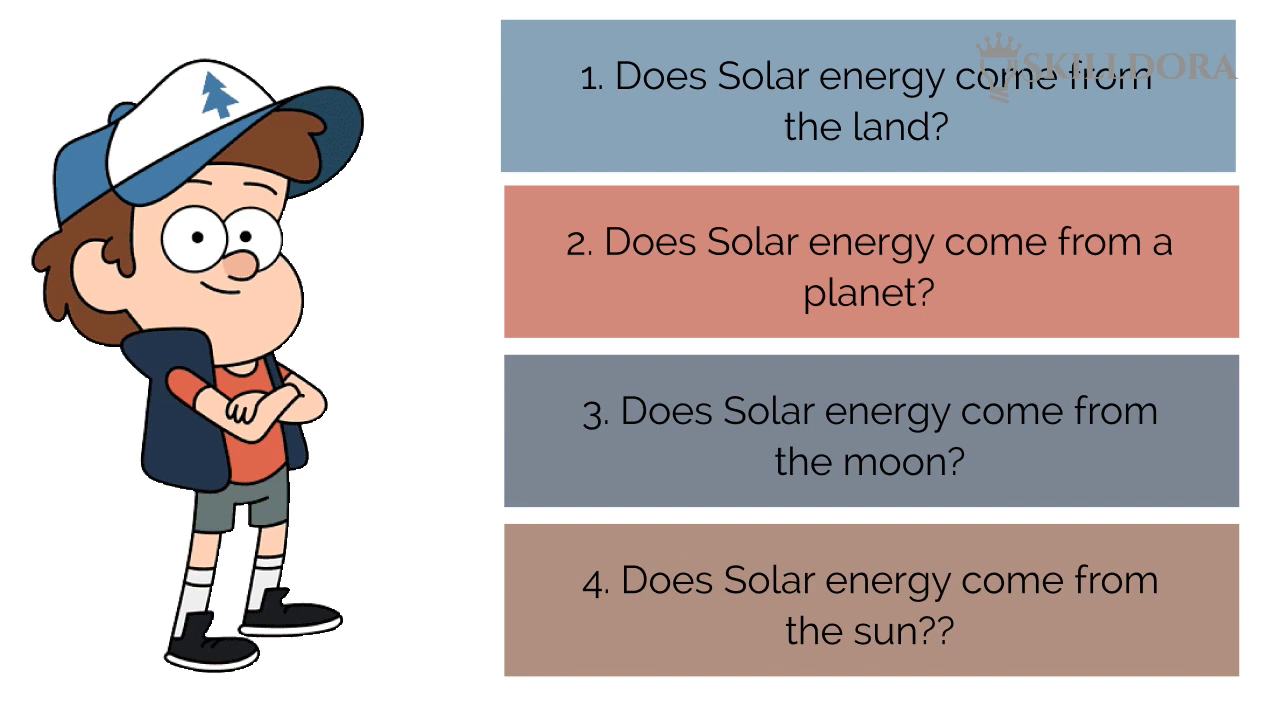 SKILLDORA
1. Does Solar energy come from
the land?
2. Does Solar energy come from a
planet?
3. Does Solar energy come from
the moon?
4. Does Solar energy come from
the sun??